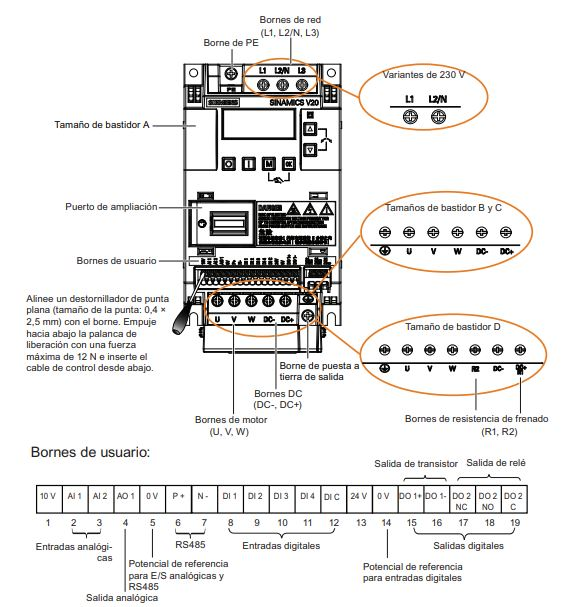 Bornes de red
(L1, L2/N, L3)
Borne de PE
L1 L2/N L3
PE
Variantes de 230 V
L1 L2/N
SIEMENS
SINAMICS V20
Tamaño de bastidor A
M OK
Puerto de ampliación
DANGER
Tamaños de bastidor B y C
U V W DC- DC+
Bornes de usuario
Alinee un destornillador de punta
plana (tamaño de la punta: 0,4 ×
2,5 mm) con el borne. Empuje
hacia abajo la palanca de
liberación con una fuerza
máxima de 12 N e inserte el
cable de control desde abajo.
U V W DC- DC+
Tamaño de bastidor D
U V W R2 DC- DC+
Borne de puesta a
tierra de salida
Bornes DC
(DC-, DC+)
Bornes de motor
(U, V, W)
Bornes de resistencia de frenado
(R1, R2)
Bornes de usuario:
Salida de transistor
Salida de relé
10 V AI 1 AI 2 AO 1 0 V P + N - DI 1 DI 2 DI 3 DI 4 DI C 24 V 0 V DO 1+ DO 1- DO 2 NC DO 2 NO DO 2 C
1 2 3 4 5 6 7 8 9 10 11 12 13 14 15 16 17 18 19
Entradas analógi-
cas
RS485
Entradas digitales
Salidas digitales
Potencial de referencia
para E/S analógicas y
RS485
Potencial de referencia
para entradas digitales
Salida analógica